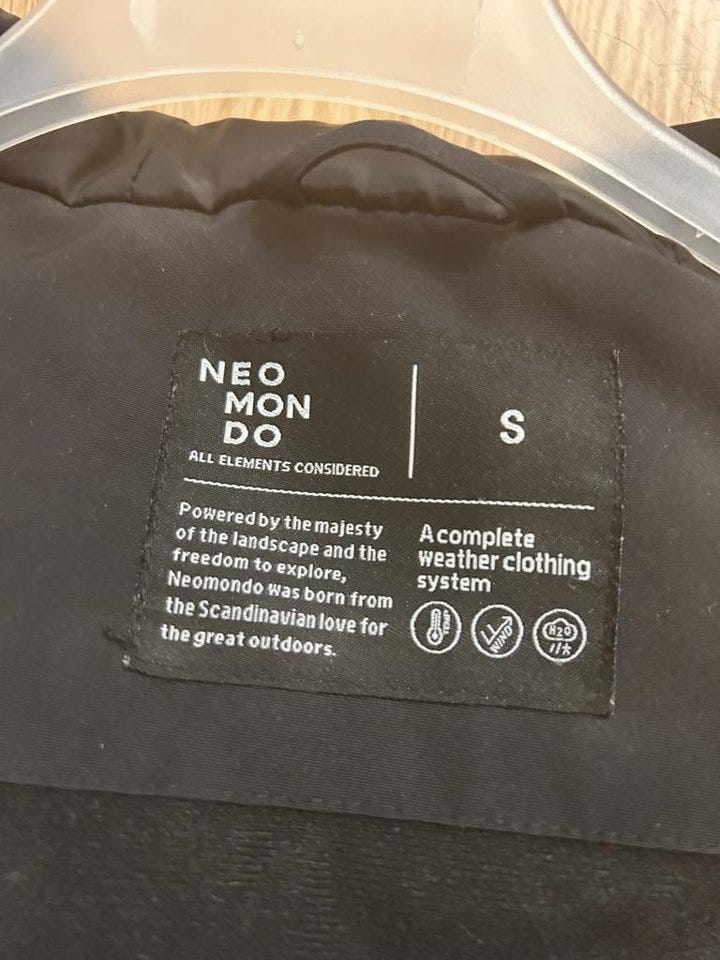 NEO
MON
DO
ALL ELEMENTS CONSIDERED
S
Powered by the majesty
of the landscape and the
freedom to explore,
Neomondo was born from
the Scandinavian love for
the great outdoors.
A complete
weather clothing
system
TEMP
WIND
H2O